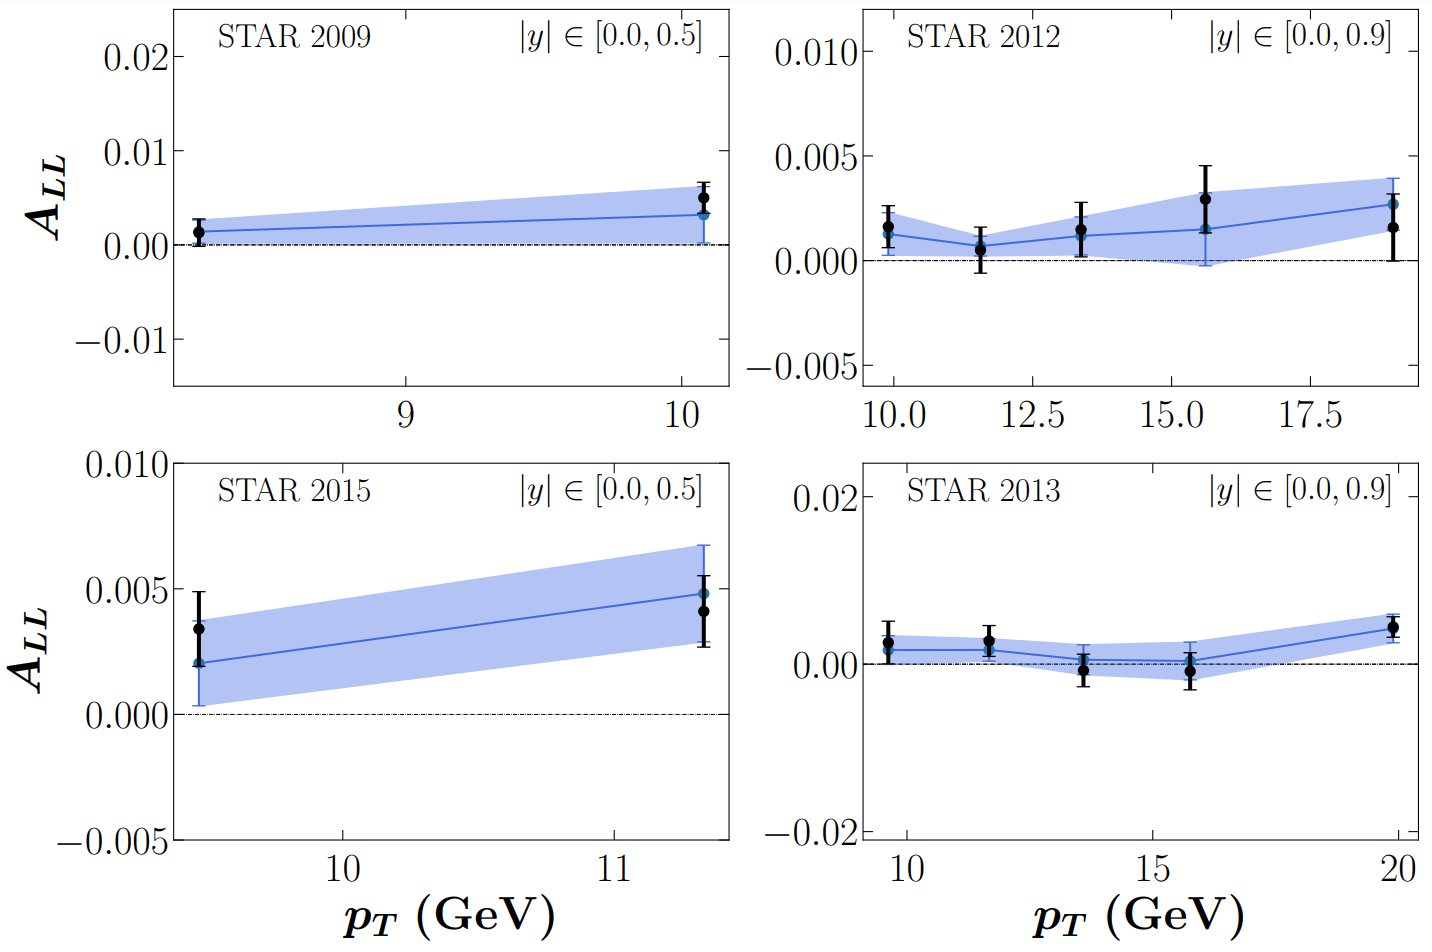 STAR 2009 |y| ∈ [0.0, 0.5]
0.02
0.01
0.00
−0.01
A_LL
9 10
STAR 2012 |y| ∈ [0.0, 0.9]
0.010
0.005
0.000
−0.005
10.0 12.5 15.0 17.5
STAR 2015 |y| ∈ [0.0, 0.5]
0.010
0.005
0.000
−0.005
A_LL
10 11
p_T (GeV)
STAR 2013 |y| ∈ [0.0, 0.9]
0.02
0.00
−0.02
10 15 20
p_T (GeV)